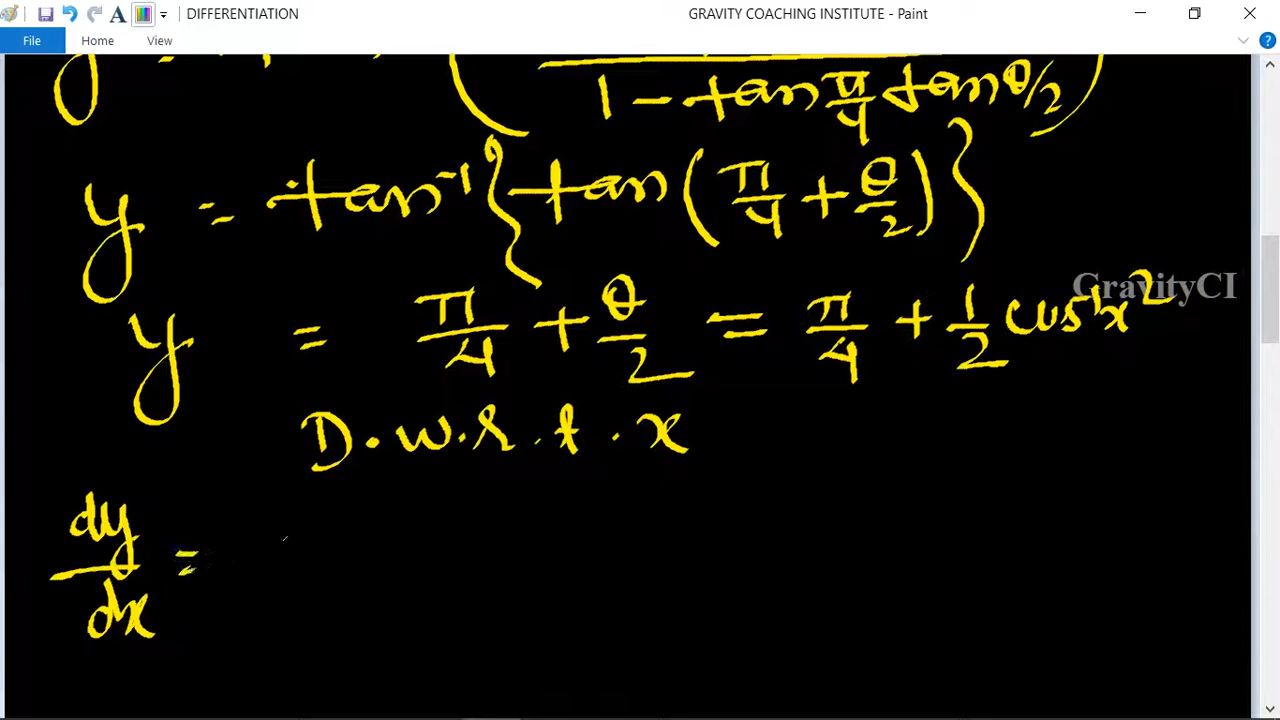 DIFFERENTIATION GRAVITY COACHING INSTITUTE - Paint
File Home View
1 - tan π/4 tan θ/2
y = tan⁻¹{tan(π/4 + θ/2)}
GravityCI
y = π/4 + θ/2 = π/4 + 1/2 cos⁻¹x²
D.w.r.t.x
dy/dx =